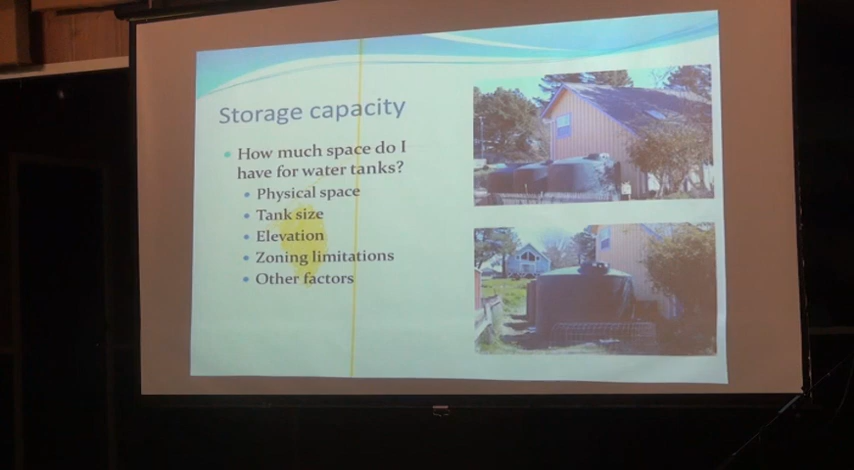 Storage capacity
How much space do I
have for water tanks?
Physical space
Tank size
Elevation
Zoning limitations
Other factors